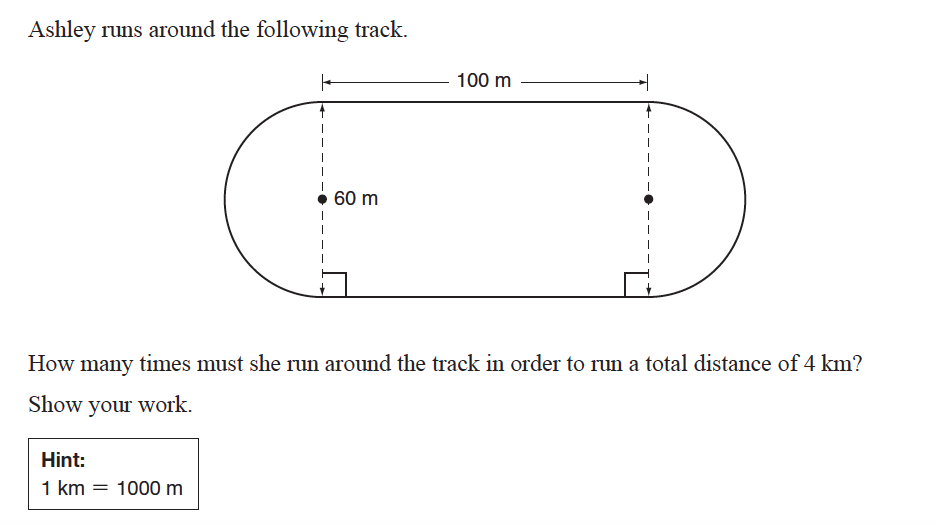 Ashley runs around the following track.
100 m
60 m
How many times must she run around the track in order to run a total distance of 4 km?
Show your work.
Hint:
1 km = 1000 m